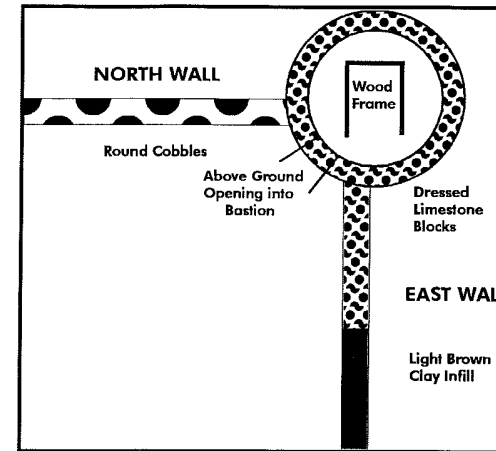 NORTH WALL
Wood
Frame
Round Cobbles
Above Ground
Opening into
Bastion
Dressed
Limestone
Blocks
EAST WAL
Light Brown
Clay Infill